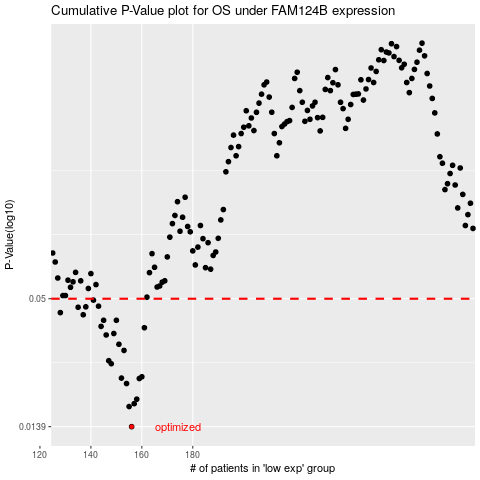 Cumulative P-Value plot for OS under FAM124B expression
P-Value(log10)
0.05
0.0139
optimized
120 140 160 180
# of patients in 'low exp' group